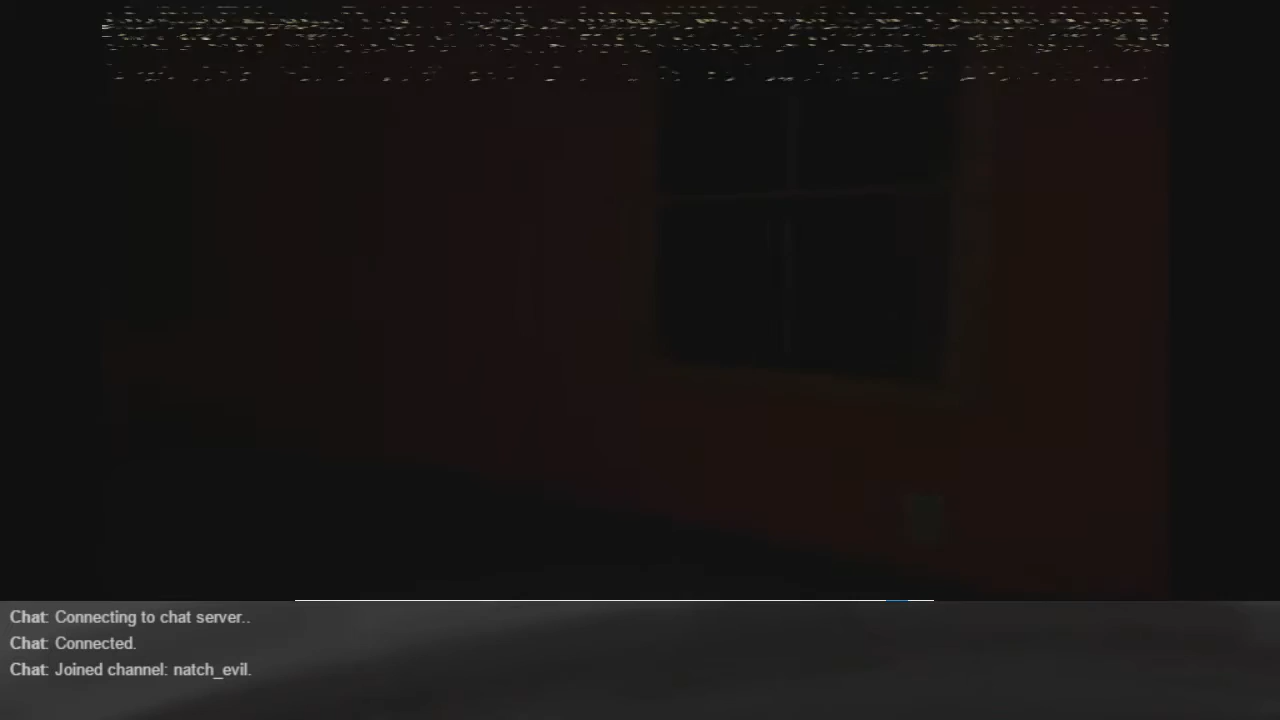 Chat: Connecting to chat server..
Chat: Connected.
Chat: Joined channel: natch_evil.